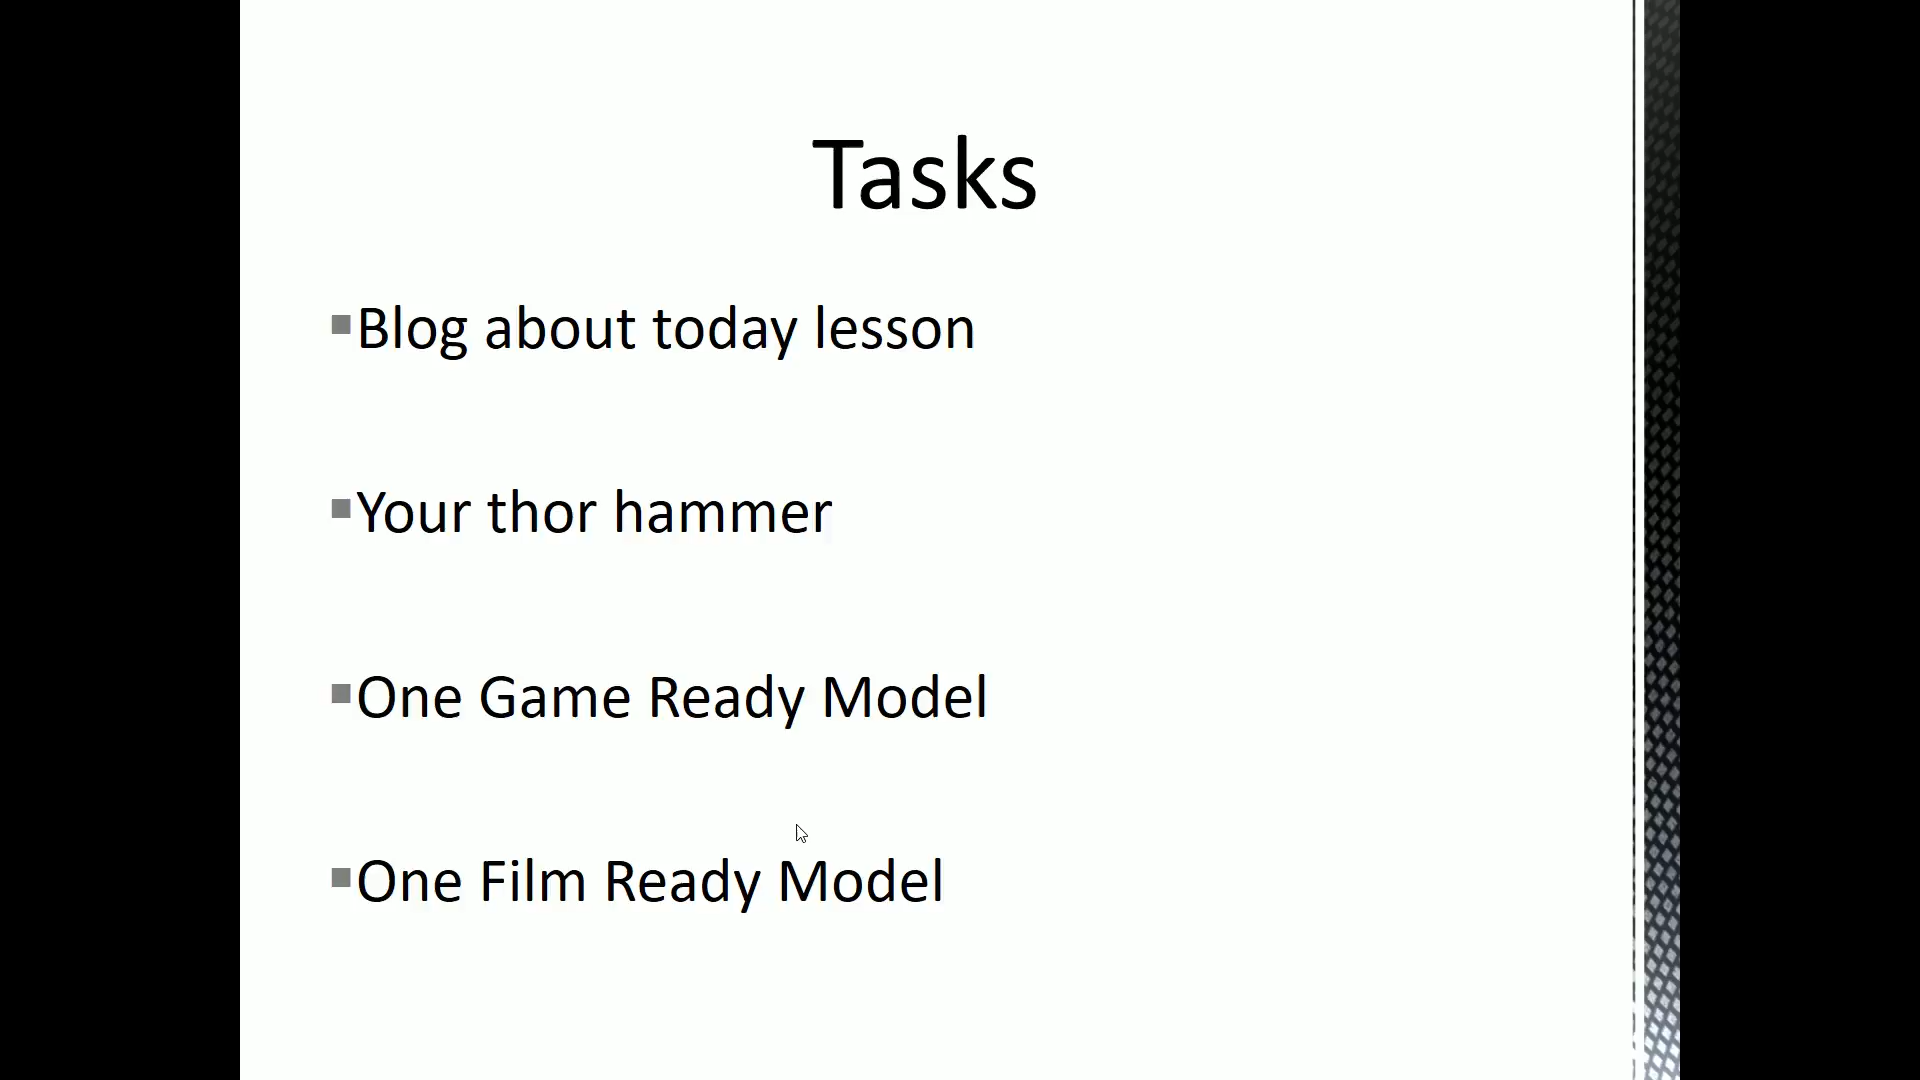 Tasks
Blog about today lesson
Your thor hammer
One Game Ready Model
One Film Ready Model